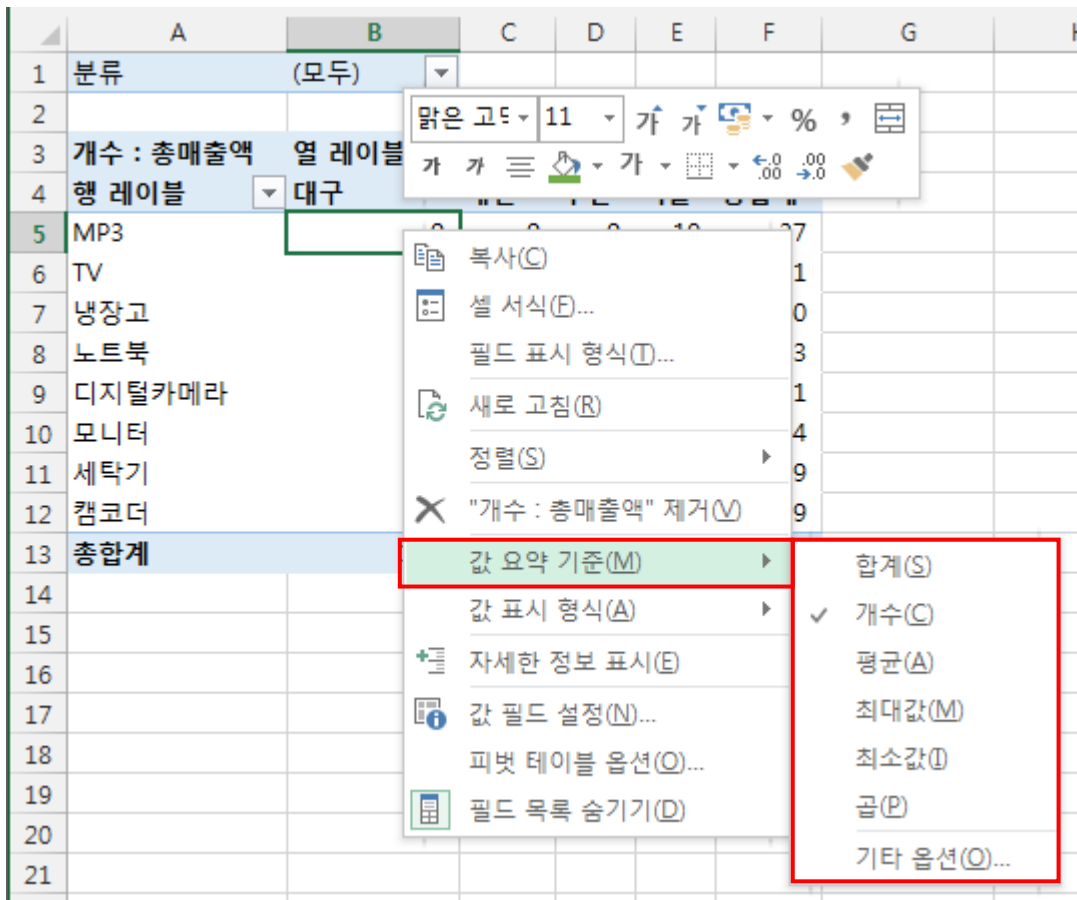 A B C D E F G
1 분류 (모두)
2
3 개수 : 총매출액 열 레이블
4 행 레이블 대구
5 MP3
6 TV 1
7 냉장고 0
8 노트북 3
9 디지털카메라 1
10 모니터 4
11 세탁기 9
12 캠코더 9
13 총합계
14
15
16
17
18
19
20
21
11
가 가 %
가 가 가
복사(C)
셀 서식(F)...
필드 표시 형식(T)...
새로 고침(R)
정렬(S)
"개수 : 총매출액" 제거(V)
값 요약 기준(M)
값 표시 형식(A)
자세한 정보 표시(E)
값 필드 설정(N)...
피벗 테이블 옵션(O)...
필드 목록 숨기기(D)
합계(S)
개수(C)
평균(A)
최대값(M)
최소값(I)
곱(P)
기타 옵션(O)...